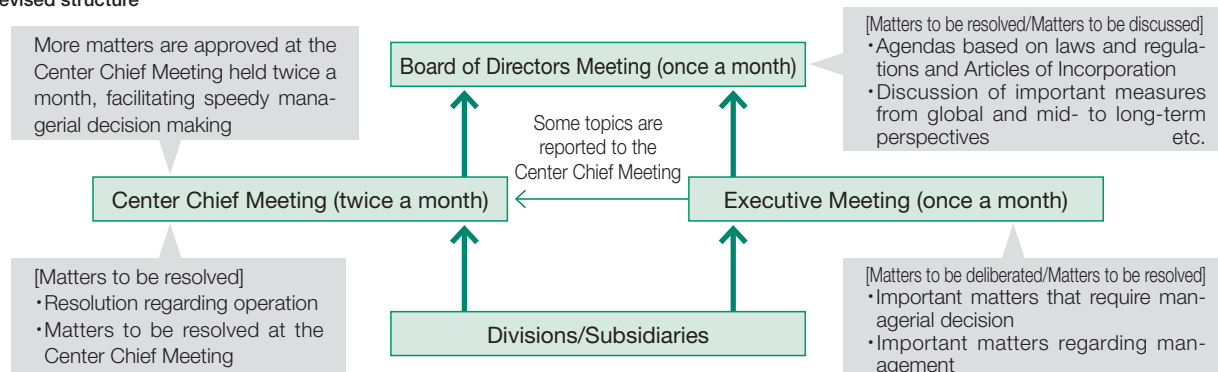 More matters are approved at the
Center Chief Meeting held twice a
month, facilitating speedy mana-
gerial decision making
Board of Directors Meeting (once a month)
[Matters to be resolved/Matters to be discussed]
・Agendas based on laws and regula-
tions and Articles of Incorporation
・Discussion of important measures
from global and mid- to long-term
perspectives etc.
Some topics are
reported to the
Center Chief Meeting
Center Chief Meeting (twice a month)
Executive Meeting (once a month)
[Matters to be resolved]
・Resolution regarding operation
・Matters to be resolved at the
Center Chief Meeting
Divisions/Subsidiaries
[Matters to be deliberated/Matters to be resolved]
・Important matters that require man-
agerial decision
・Important matters regarding man-
agement